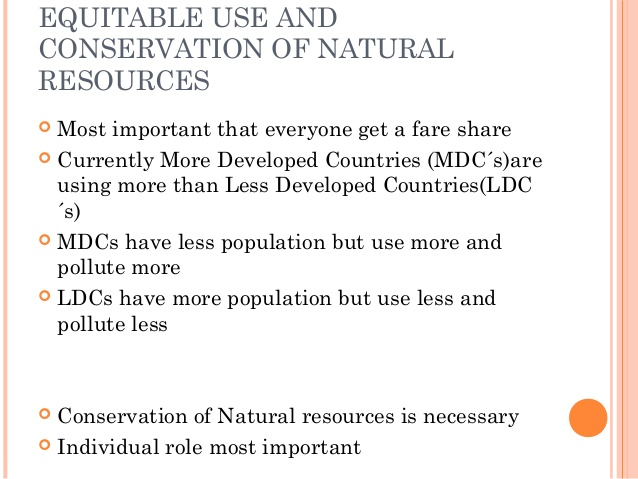 EQUITABLE USE AND
CONSERVATION OF NATURAL
RESOURCES
Most important that everyone get a fare share
Currently More Developed Countries (MDC´s)are
using more than Less Developed Countries(LDC
´s)
MDCs have less population but use more and
pollute more
LDCs have more population but use less and
pollute less
Conservation of Natural resources is necessary
Individual role most important